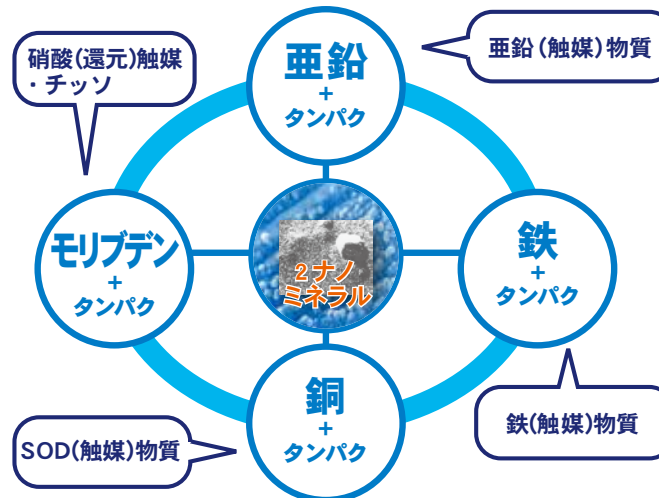 硝酸(還元)触媒
・チッソ
亜鉛
+
タンパク
亜鉛(触媒)物質
モリブデン
+
タンパク
2ナノ
ミネラル
鉄
+
タンパク
銅
+
タンパク
SOD(触媒)物質
鉄(触媒)物質